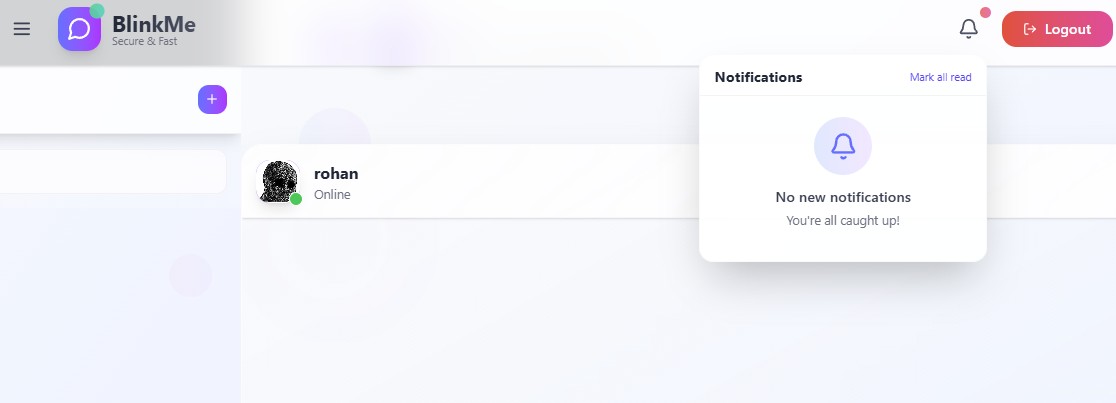 BlinkMe
Secure & Fast
Logout
Notifications
Mark all read
rohan
Online
No new notifications
You're all caught up!